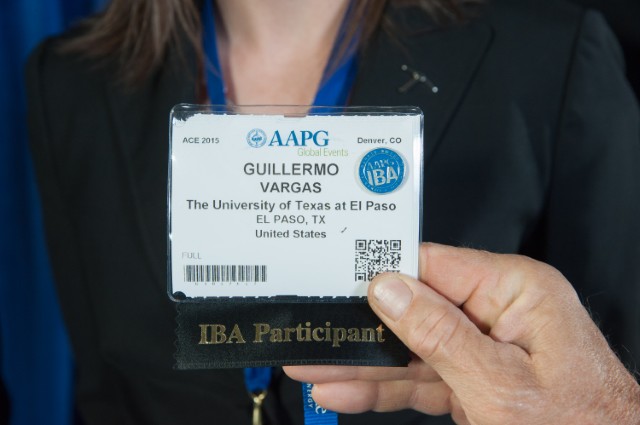 ACE 2015
AAPG
Denver, CO
Global Events
GUILLERMO
VARGAS
IBA
The University of Texas at El Paso
EL PASO, TX
United States
FULL
IBA Participant